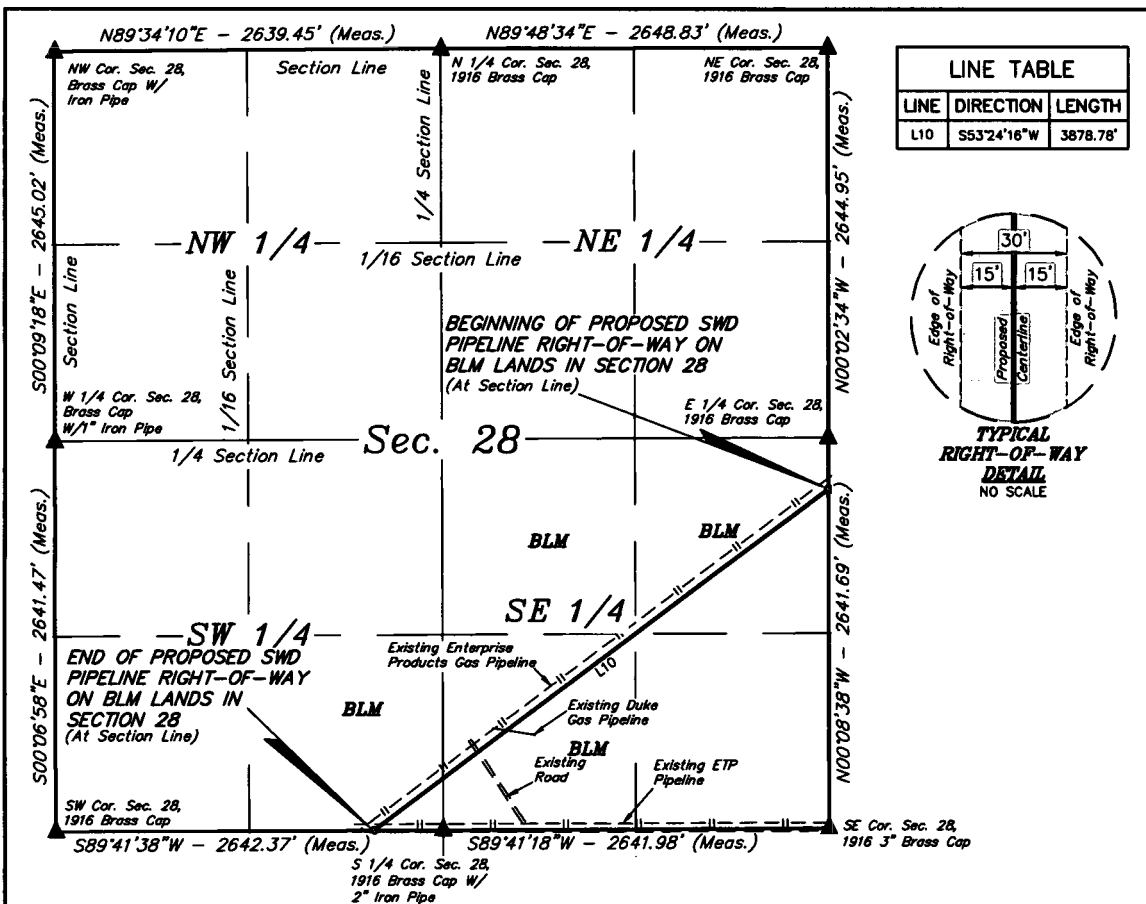 N89°34'10"E - 2639.45' (Meas.)
N89°48'34"E - 2648.83' (Meas.)
NW Cor. Sec. 28,
Brass Cap W/
Iron Pipe
Section Line
N 1/4 Cor. Sec. 28,
1916 Brass Cap
NE Cor. Sec. 28,
1916 Brass Cap
LINE TABLE
LINE DIRECTION LENGTH
L10 S53°24'16"W 3878.78'
S00°09'18"E - 2645.02' (Meas.)
Section Line
1/16 Section Line
1/4 Section Line
N00°02'34"W - 2644.95' (Meas.)
NW 1/4
1/16 Section Line
NE 1/4
30'
15' 15'
Edge of
Right-of-Way
Proposed
Centerline
Edge of
Right-of-Way
TYPICAL
RIGHT-OF-WAY
DETAIL
NO SCALE
BEGINNING OF PROPOSED SWD
PIPELINE RIGHT-OF-WAY ON
BLM LANDS IN SECTION 28
(At Section Line)
W 1/4 Cor. Sec. 28,
Brass Cap
W/1" Iron Pipe
E 1/4 Cor. Sec. 28,
1916 Brass Cap
1/4 Section Line
Sec. 28
S00°06'58"E - 2641.47' (Meas.)
N00°08'38"W - 2641.69' (Meas.)
BLM
BLM
SE 1/4
SW 1/4
Existing Enterprise
Products Gas Pipeline
L10
END OF PROPOSED SWD
PIPELINE RIGHT-OF-WAY
ON BLM LANDS IN
SECTION 28
(At Section Line)
BLM
Existing Duke
Gas Pipeline
BLM
Existing
Road
Existing ETP
Pipeline
SW Cor. Sec. 28,
1916 Brass Cap
SE Cor. Sec. 28,
1916 3" Brass Cap
S89°41'38"W - 2642.37' (Meas.)
S89°41'18"W - 2641.98' (Meas.)
S 1/4 Cor. Sec. 28,
1916 Brass Cap W/
2" Iron Pipe